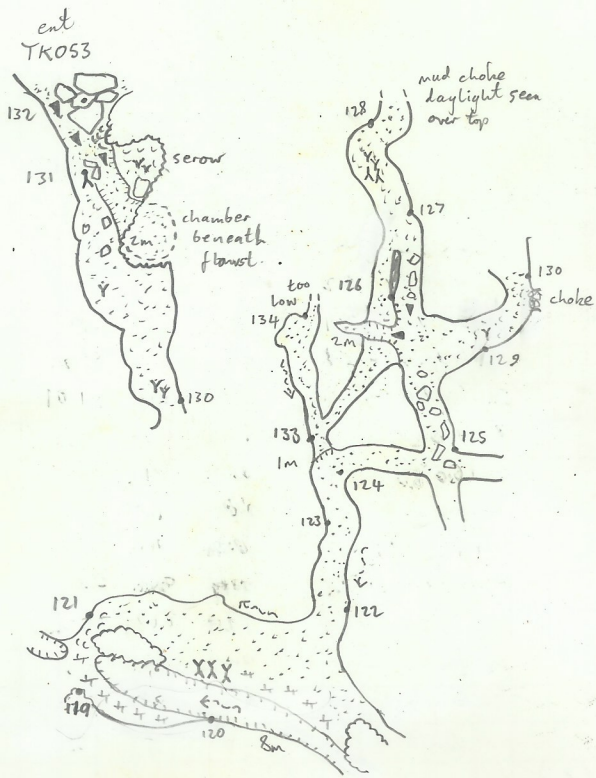 ent
TK053
132
131
serow
chamber
beneath
flowst.
2m
130
mud choke
daylight seen
over top
128
127
126
130
choke
129
too
low
134
2m
133
1m
125
124
123
122
121
XXX
119
120
8m